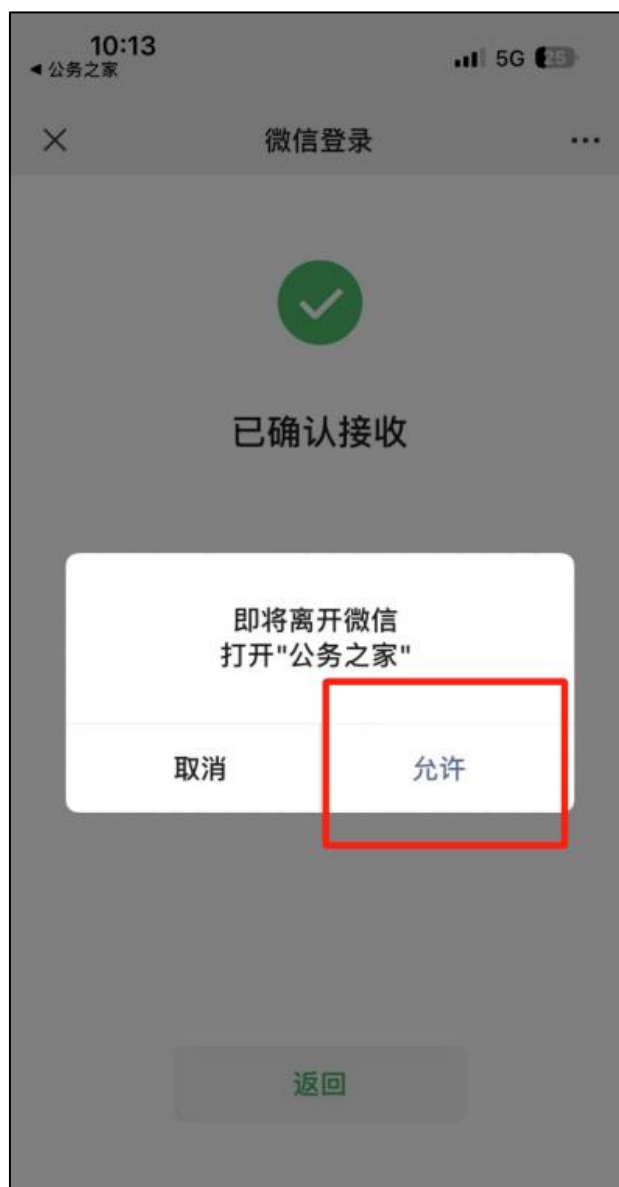 10:13
◀ 公务之家
5G 25
微信登录
已确认接收
即将离开微信
打开"公务之家"
取消
允许
返回